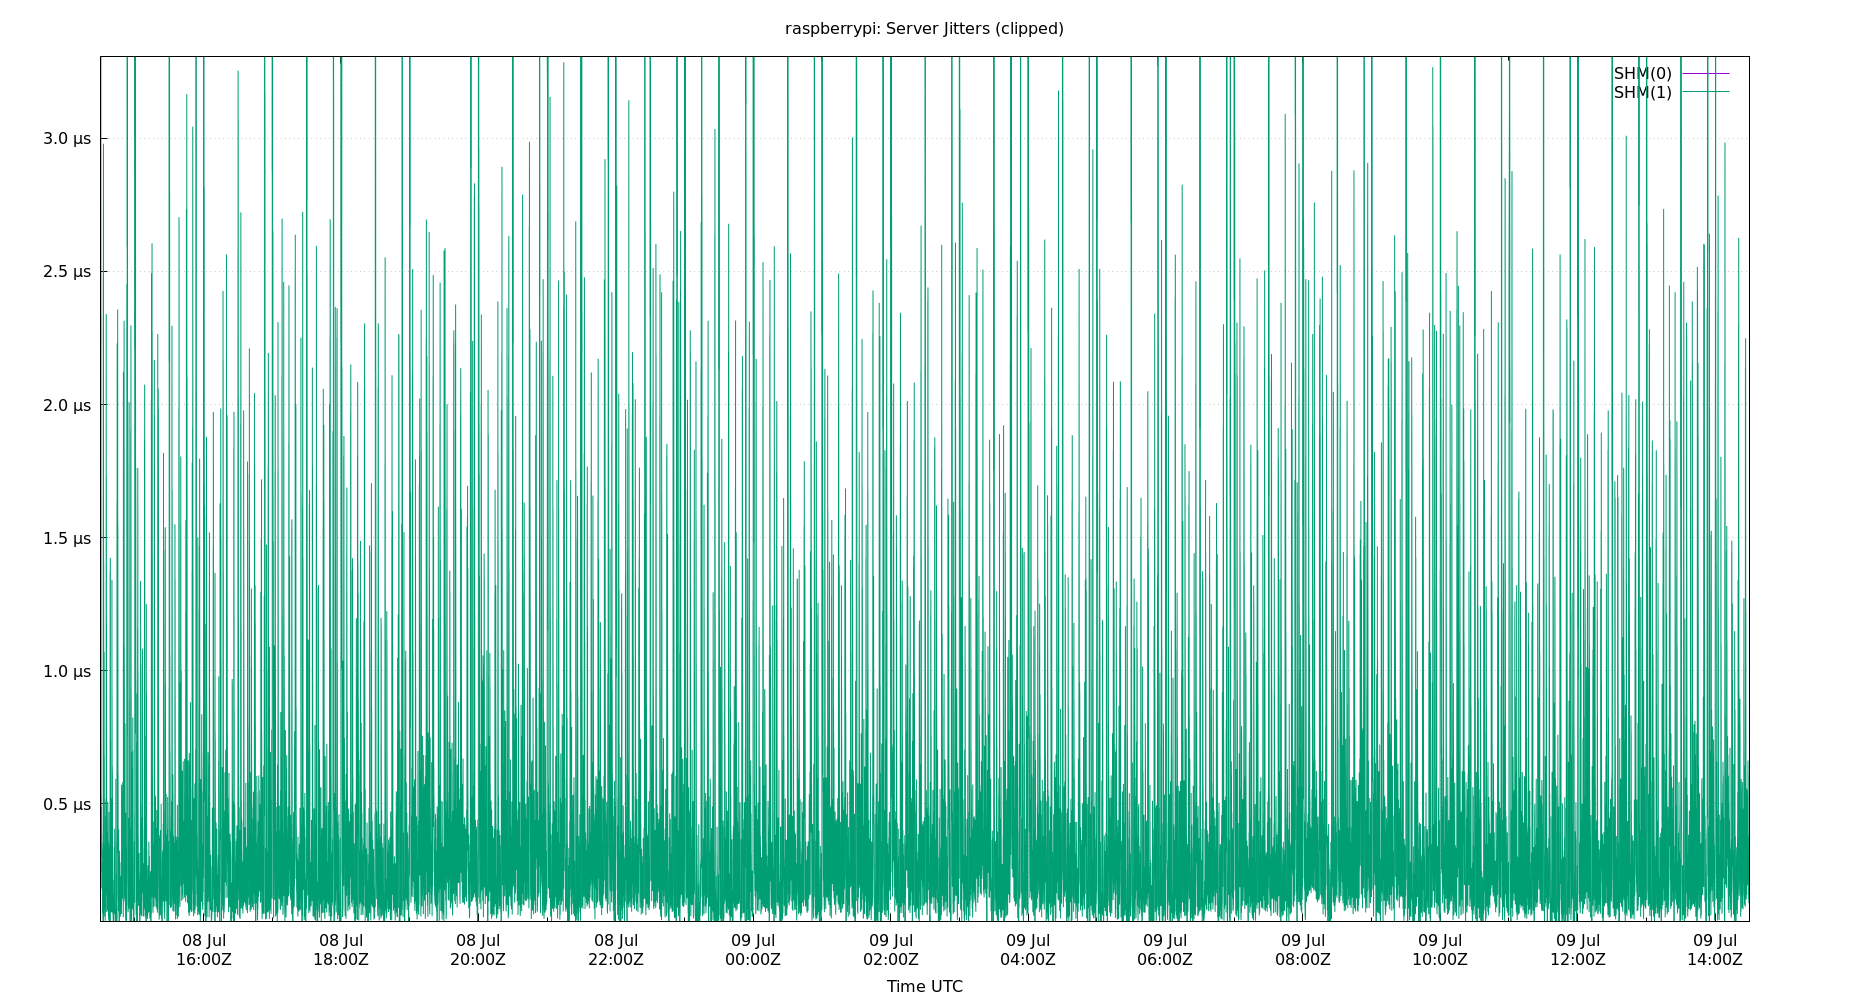 raspberrypi: Server Jitters (clipped)
SHM(0)
SHM(1)
3.0 μs
2.5 μs
2.0 μs
1.5 μs
1.0 μs
0.5 μs
08 Jul 08 Jul 08 Jul 08 Jul 09 Jul 09 Jul 09 Jul 09 Jul 09 Jul 09 Jul 09 Jul 09 Jul
16:00Z 18:00Z 20:00Z 22:00Z 00:00Z 02:00Z 04:00Z 06:00Z 08:00Z 10:00Z 12:00Z 14:00Z
Time UTC